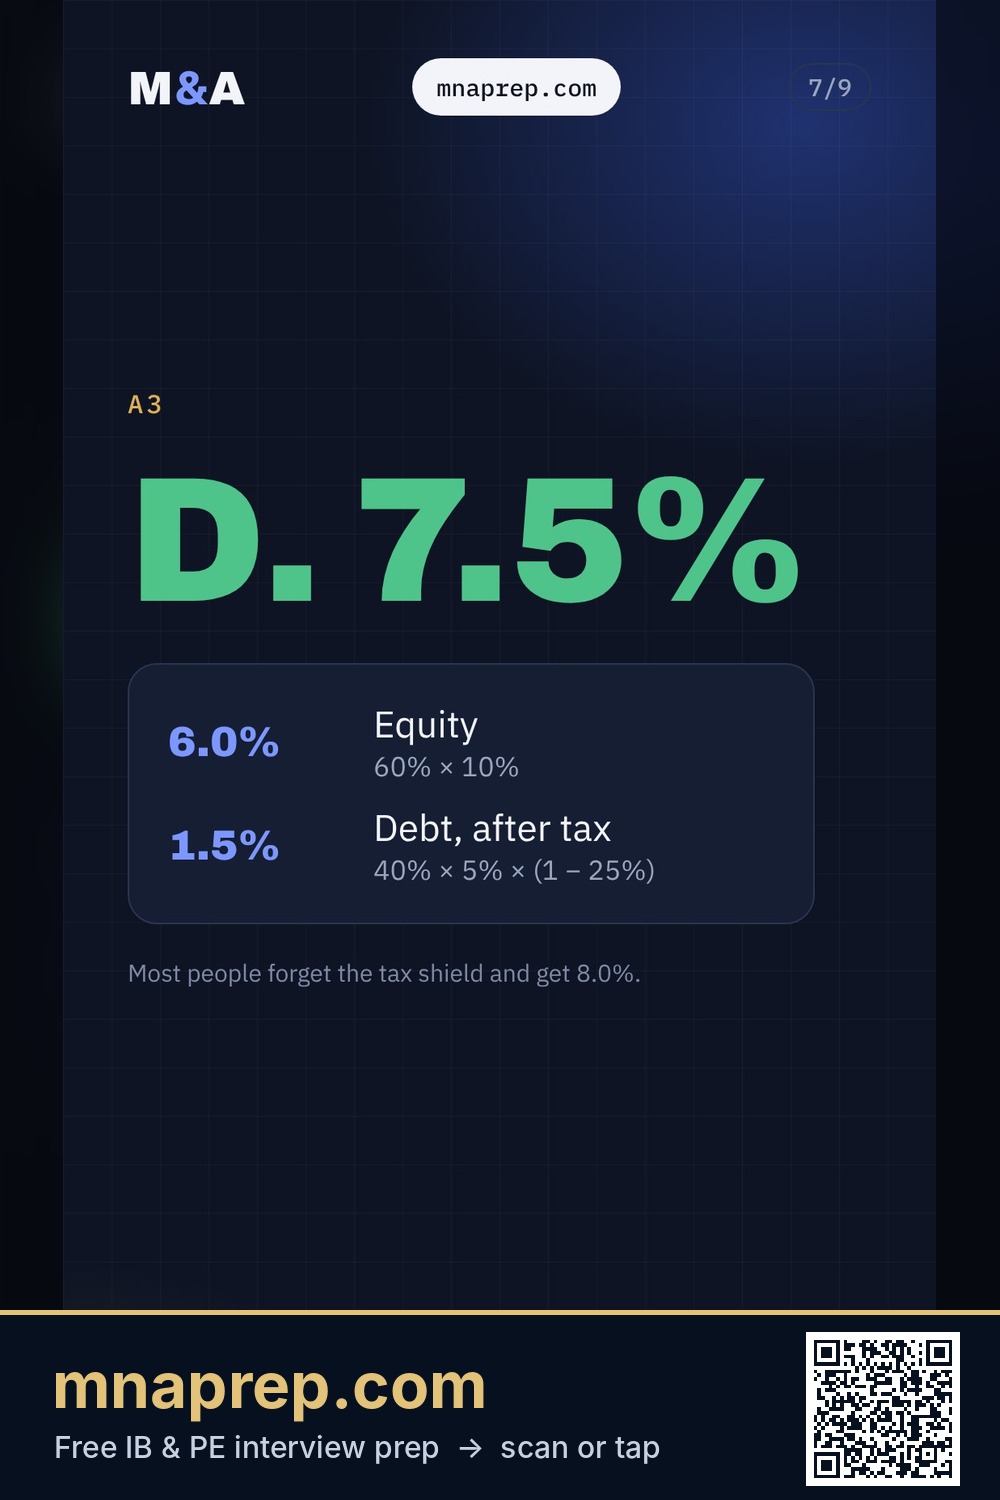 M&A
mnaprep.com
7/9
A3
D. 7.5%
6.0%
Equity
60% × 10%
1.5%
Debt, after tax
40% × 5% × (1 – 25%)
Most people forget the tax shield and get 8.0%.
mnaprep.com
Free IB & PE interview prep → scan or tap